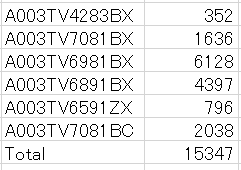 A003TV4283BX 352
A003TV7081BX 1636
A003TV6981BX 6128
A003TV6891BX 4397
A003TV6591ZX 796
A003TV7081BC 2038
Total 15347